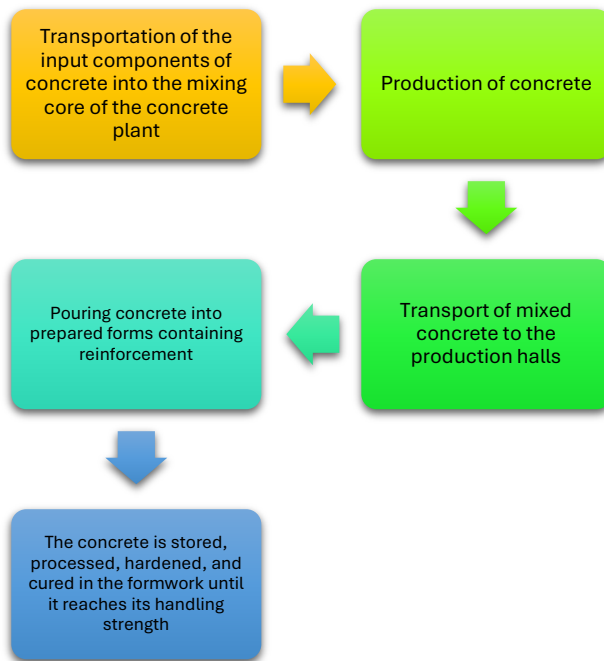 Transportation of the
input components of
concrete into the mixing
core of the concrete
plant
Production of concrete
Transport of mixed
concrete to the
production halls
Pouring concrete into
prepared forms containing
reinforcement
The concrete is stored,
processed, hardened, and
cured in the formwork until
it reaches its handling
strength